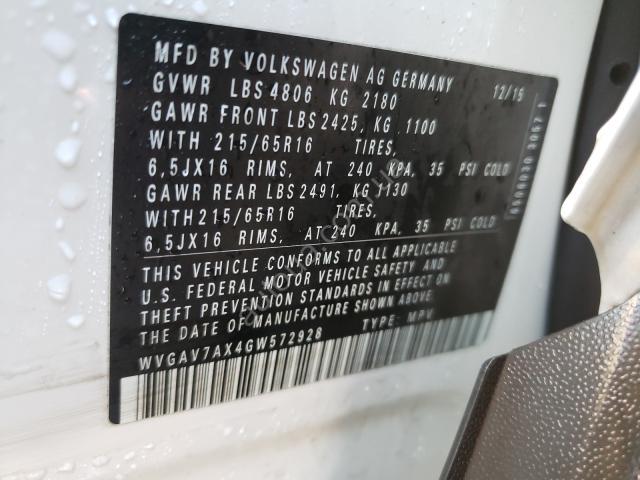 MFD BY VOLKSWAGEN AG GERMANY 12/15
GVWR LBS 4806 KG 2180
GAWR FRONT LBS 2425, KG 1100
WITH 215/65R16 TIRES,
6,5JX16 RIMS, AT 240 KPA, 35 PSI COLD
GAWR REAR LBS 2491, KG 1130
WITH 215/65R16 TIRES,
6,5JX16 RIMS, AT 240 KPA, 35 PSI COLD
THIS VEHICLE CONFORMS TO ALL APPLICABLE
U.S. FEDERAL MOTOR VEHICLE SAFETY AND
THEFT PREVENTION STANDARDS IN EFFECT ON
THE DATE OF MANUFACTURE SHOWN ABOVE.
WVGAV7AX4GW572928 TYPE: MPV